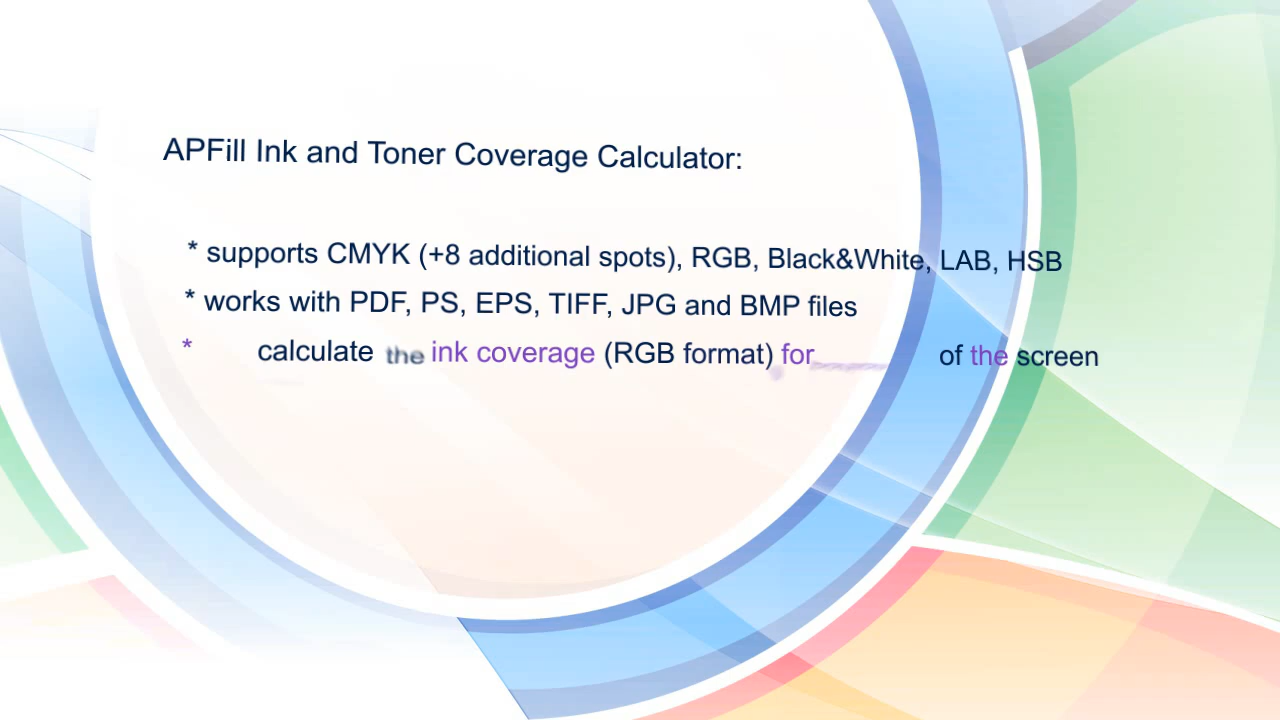 APFill Ink and Toner Coverage Calculator:
* supports CMYK (+8 additional spots), RGB, Black&White, LAB, HSB
* works with PDF, PS, EPS, TIFF, JPG and BMP files
* calculate the ink coverage (RGB format) for of the screen